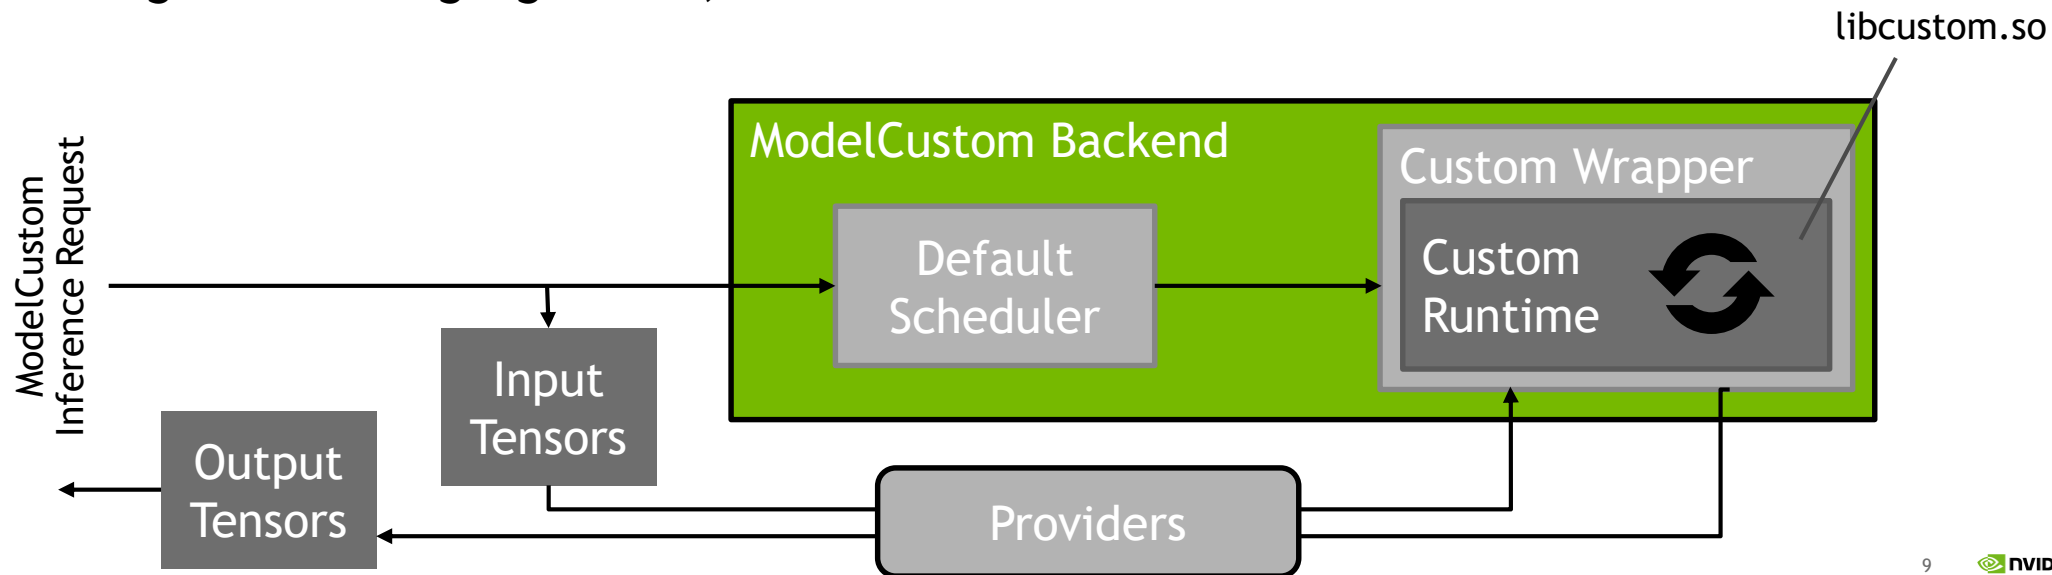 libcustom.so
ModelCustom
Inference Request
ModelCustom Backend
Custom Wrapper
Default
Scheduler
Custom
Runtime
Input
Tensors
Output
Tensors
Providers
9